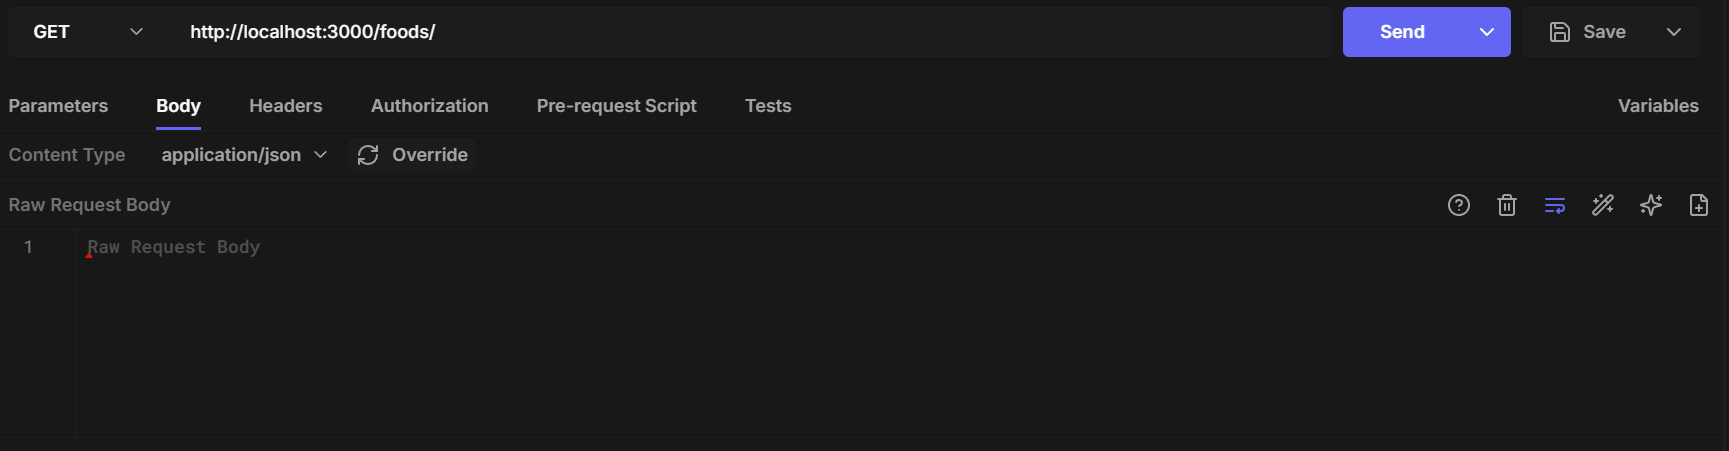 GET http://localhost:3000/foods/ Send Save
Parameters Body Headers Authorization Pre-request Script Tests Variables
Content Type application/json Override
Raw Request Body
1 Raw Request Body